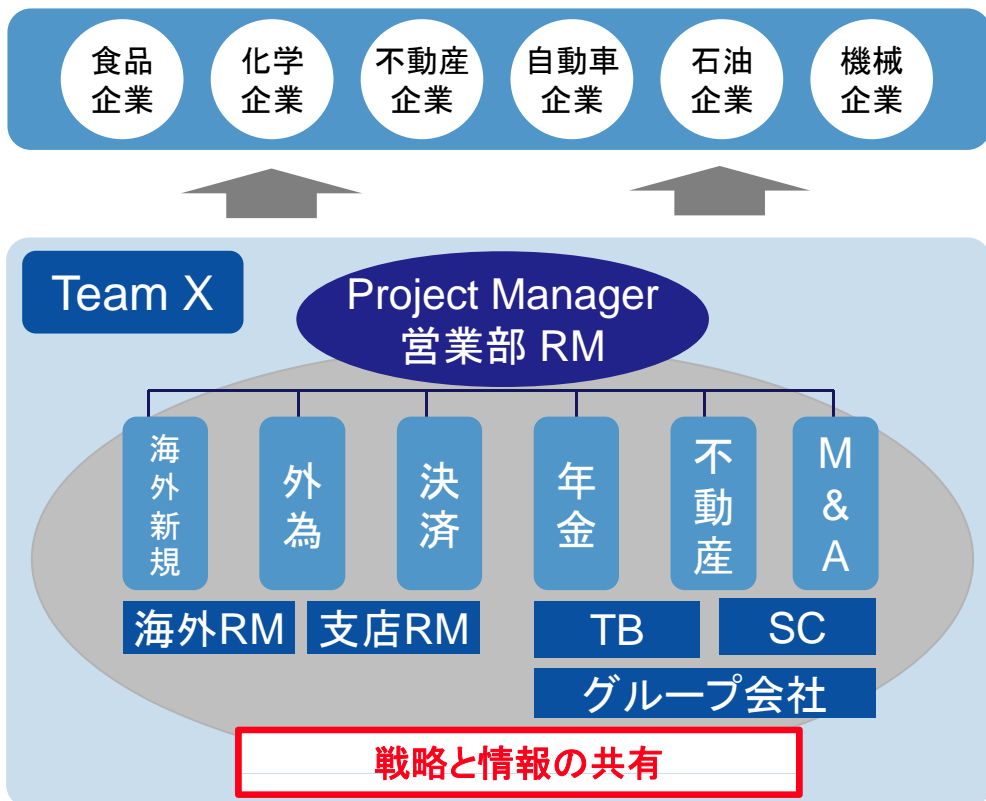 食品
企業
化学
企業
不動産
企業
自動車
企業
石油
企業
機械
企業
Team X
Project Manager
営業部 RM
海外新規
外為
決済
年金
不動産
M&A
海外RM
支店RM
TB
SC
グループ会社
戦略と情報の共有